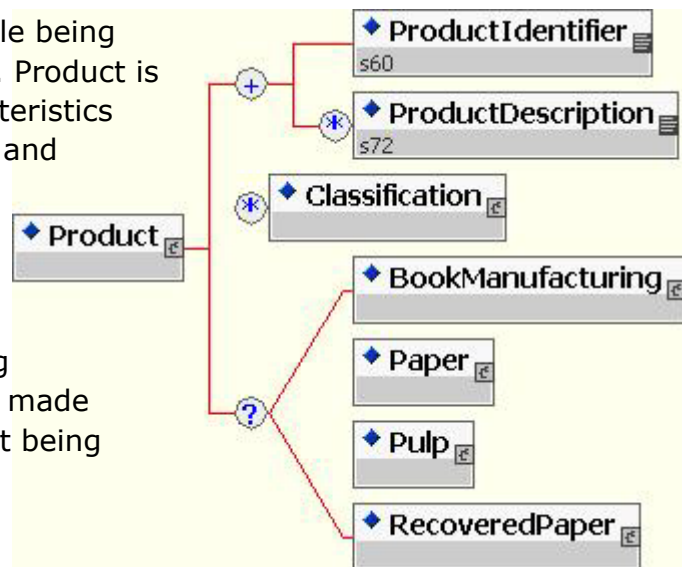 le being
. Product is
teristics
and
g
made
t being
Product
+
ProductIdentifier
s60
*
ProductDescription
s72
*
Classification
?
BookManufacturing
Paper
Pulp
RecoveredPaper